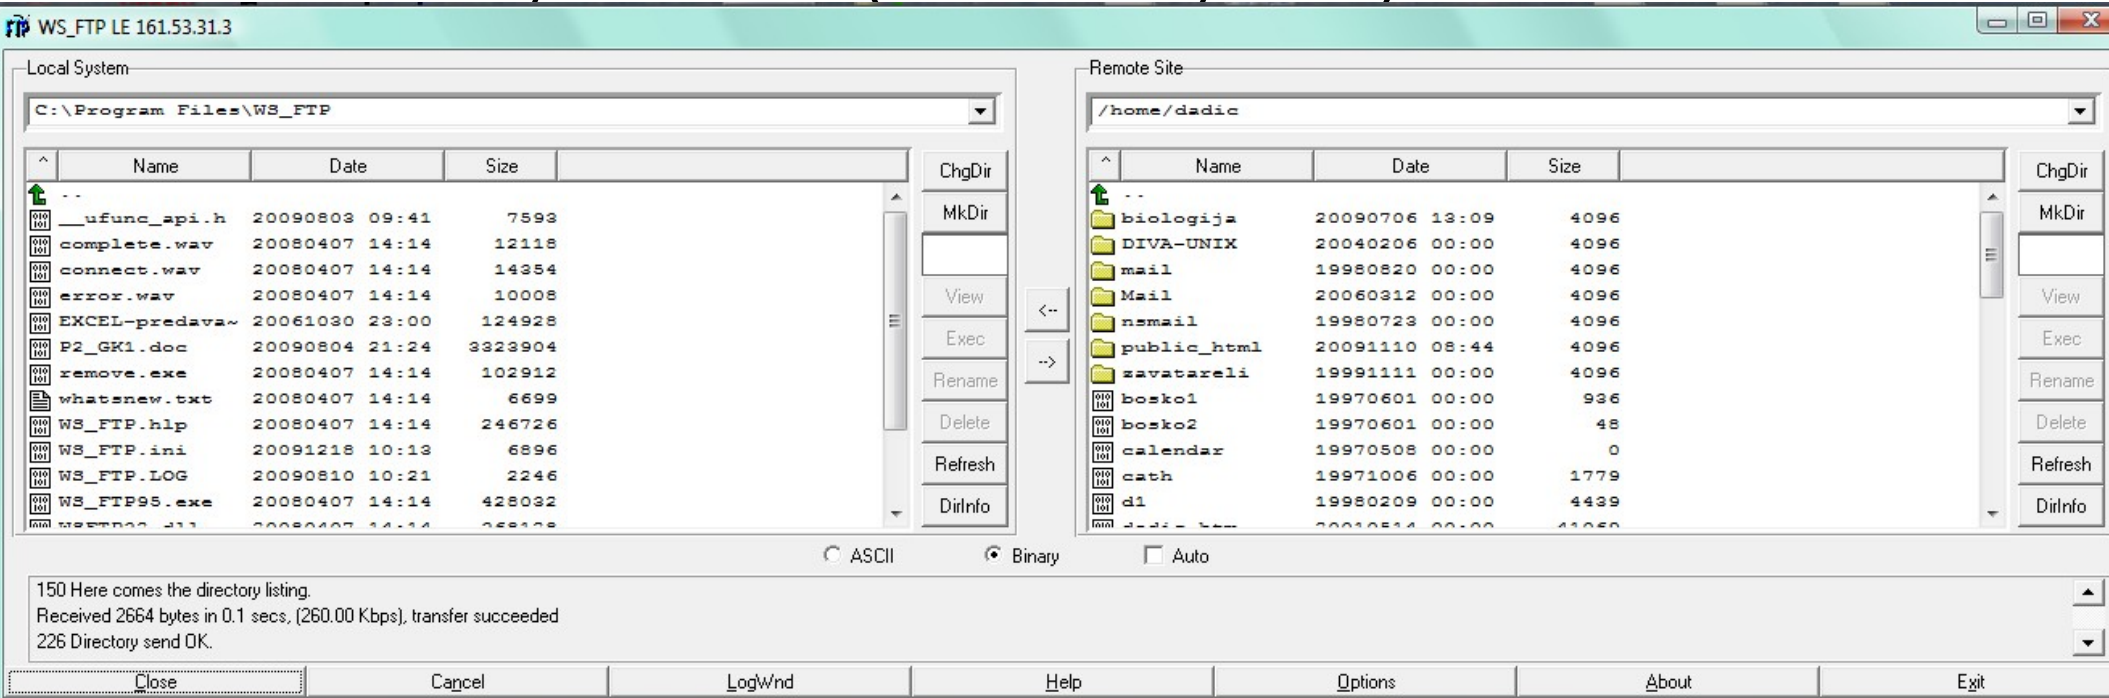 WS_FTP LE 161.53.31.3
Local System
C:\Program Files\WS_FTP
^ Name Date Size
..
__ufunc_api.h 20090803 09:41 7593
complete.wav 20080407 14:14 12118
connect.wav 20080407 14:14 14354
error.wav 20080407 14:14 10008
EXCEL-predava~ 20061030 23:00 124928
P2_GK1.doc 20090804 21:24 3323904
remove.exe 20080407 14:14 102912
whatsnew.txt 20080407 14:14 6699
WS_FTP.hlp 20080407 14:14 246726
WS_FTP.ini 20091218 10:13 6896
WS_FTP.LOG 20090810 10:21 2246
WS_FTP95.exe 20080407 14:14 428032
ChgDir
MkDir
View
Exec
Rename
Delete
Refresh
DirInfo
<--
-->
Remote Site
/home/dadic
^ Name Date Size
..
biologija 20090706 13:09 4096
DIVA-UNIX 20040206 00:00 4096
mail 19980820 00:00 4096
Mail 20060312 00:00 4096
nsmail 19980723 00:00 4096
public_html 20091110 08:44 4096
zavatareli 19991111 00:00 4096
bosko1 19970601 00:00 936
bosko2 19970601 00:00 48
calendar 19970508 00:00 0
cath 19971006 00:00 1779
d1 19980209 00:00 4439
ChgDir
MkDir
View
Exec
Rename
Delete
Refresh
DirInfo
ASCII Binary Auto
150 Here comes the directory listing.
Received 2664 bytes in 0.1 secs, (260.00 Kbps), transfer succeeded
226 Directory send OK.
Close Cancel LogWnd Help Options About Exit